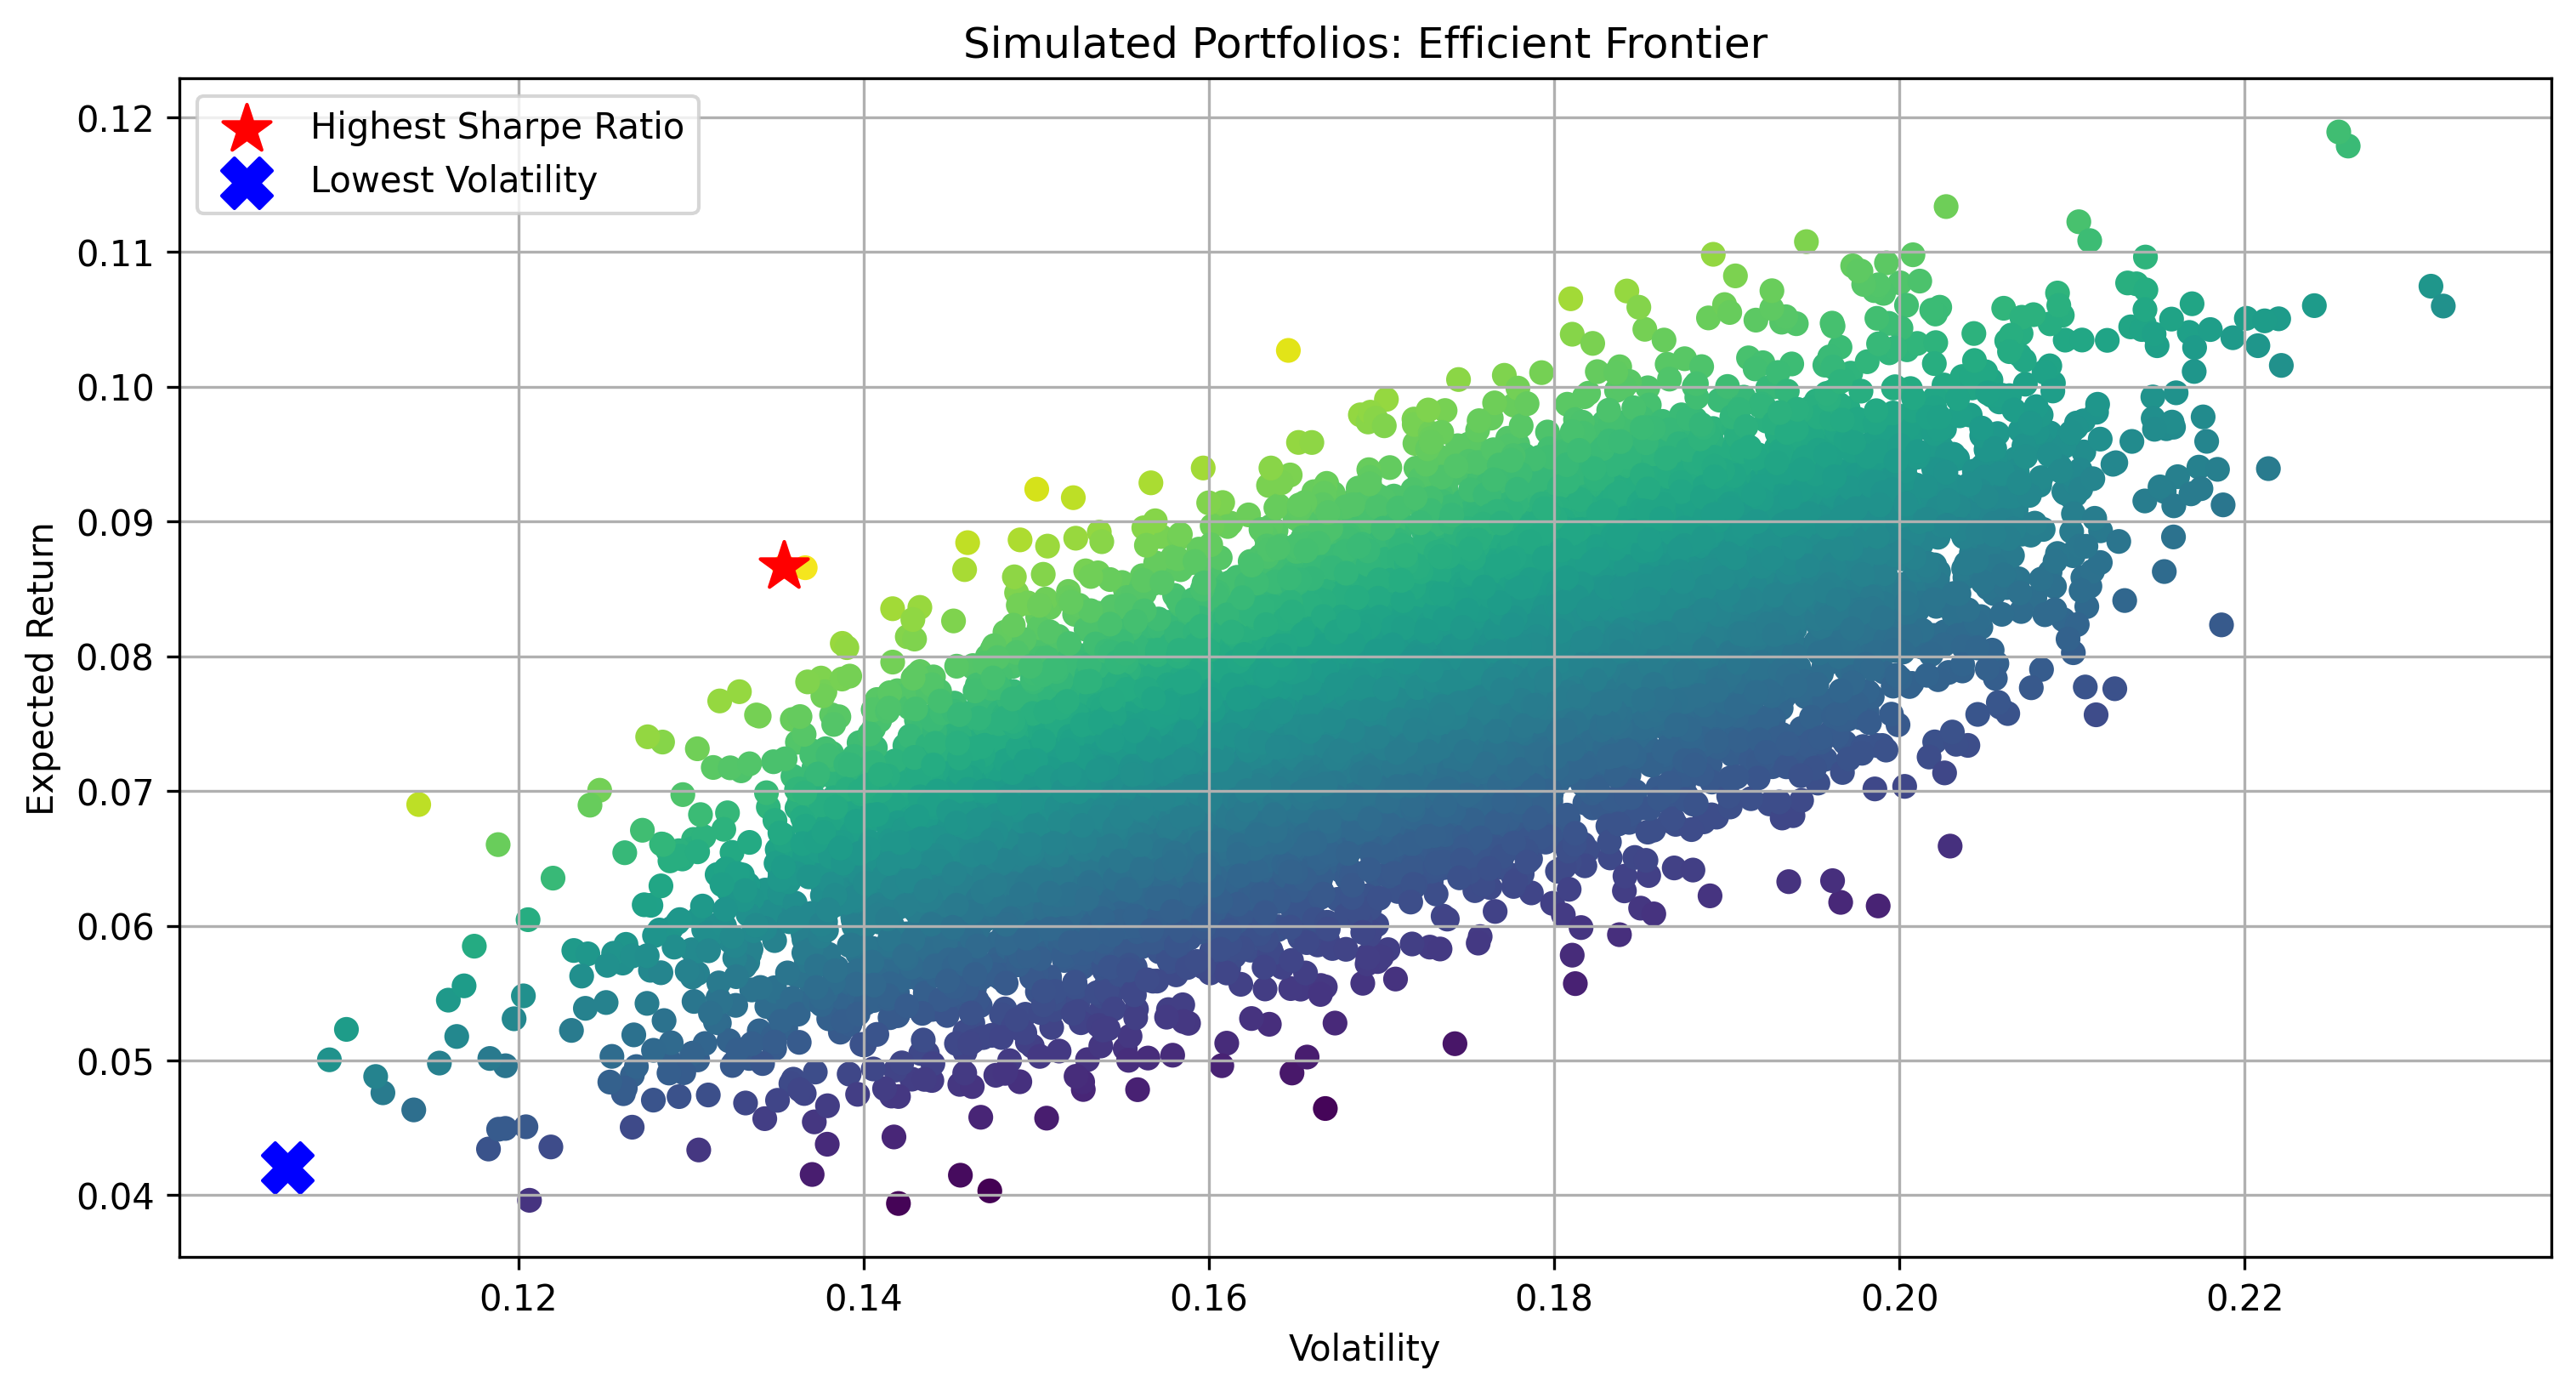 Simulated Portfolios: Efficient Frontier
Highest Sharpe Ratio
Lowest Volatility
Expected Return
0.12
0.11
0.10
0.09
0.08
0.07
0.06
0.05
0.04
0.12 0.14 0.16 0.18 0.20 0.22
Volatility